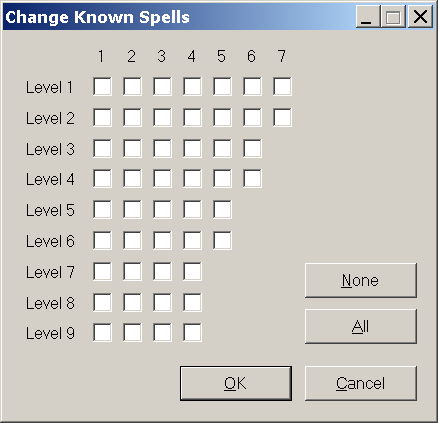 Change Known Spells
1 2 3 4 5 6 7
Level 1
Level 2
Level 3
Level 4
Level 5
Level 6
Level 7
Level 8
Level 9
None
All
OK Cancel